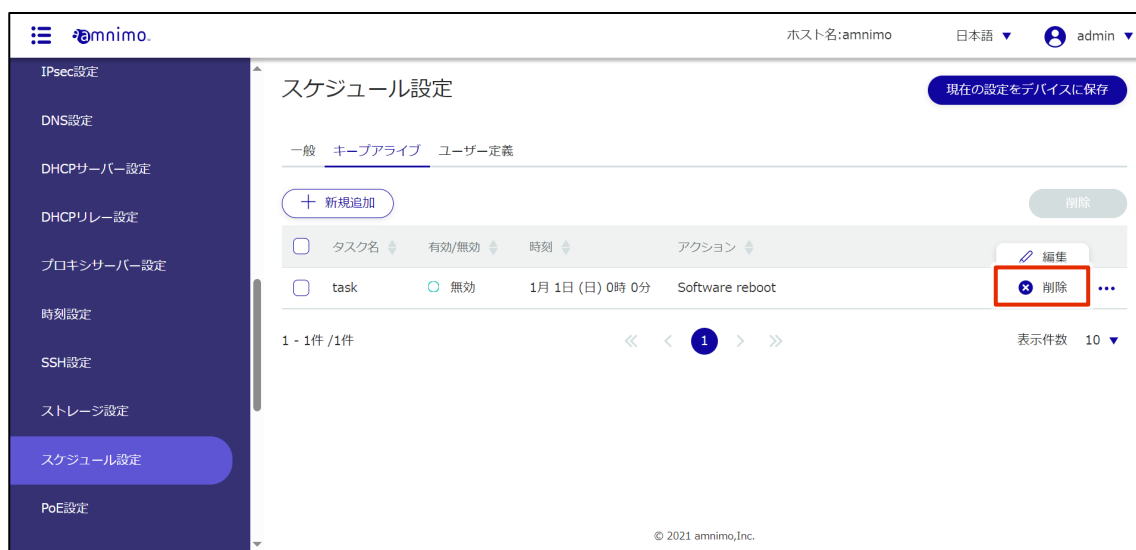 amnimo.
ホスト名:amnimo
日本語 ▼
admin ▼
IPsec設定
DNS設定
DHCPサーバー設定
DHCPリレー設定
プロキシサーバー設定
時刻設定
SSH設定
ストレージ設定
スケジュール設定
PoE設定
スケジュール設定
現在の設定をデバイスに保存
一般 キープアライブ ユーザー定義
+ 新規追加
削除
タスク名 有効/無効 時刻 アクション
編集
task 無効 1月 1日 (日) 0時 0分 Software reboot
削除 •••
1 - 1件 /1件
« < 1 > »
表示件数 10 ▼
© 2021 amnimo,Inc.